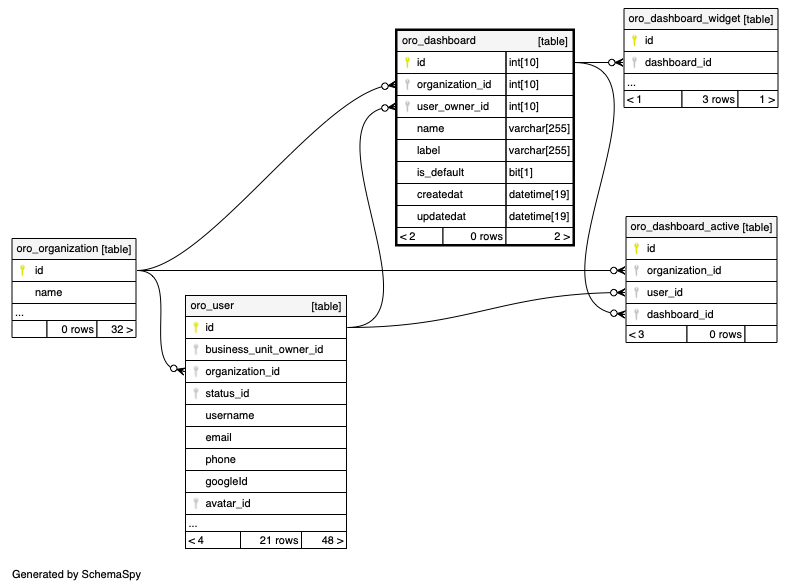 oro_dashboard [table]
id int[10]
organization_id int[10]
user_owner_id int[10]
name varchar[255]
label varchar[255]
is_default bit[1]
createdat datetime[19]
updatedat datetime[19]
< 2 0 rows 2 >
oro_dashboard_widget [table]
id
dashboard_id
...
< 1 3 rows 1 >
oro_dashboard_active [table]
id
organization_id
user_id
dashboard_id
< 3 0 rows
oro_organization [table]
id
name
...
0 rows 32 >
oro_user [table]
id
business_unit_owner_id
organization_id
status_id
username
email
phone
googleId
avatar_id
...
< 4 21 rows 48 >
Generated by SchemaSpy